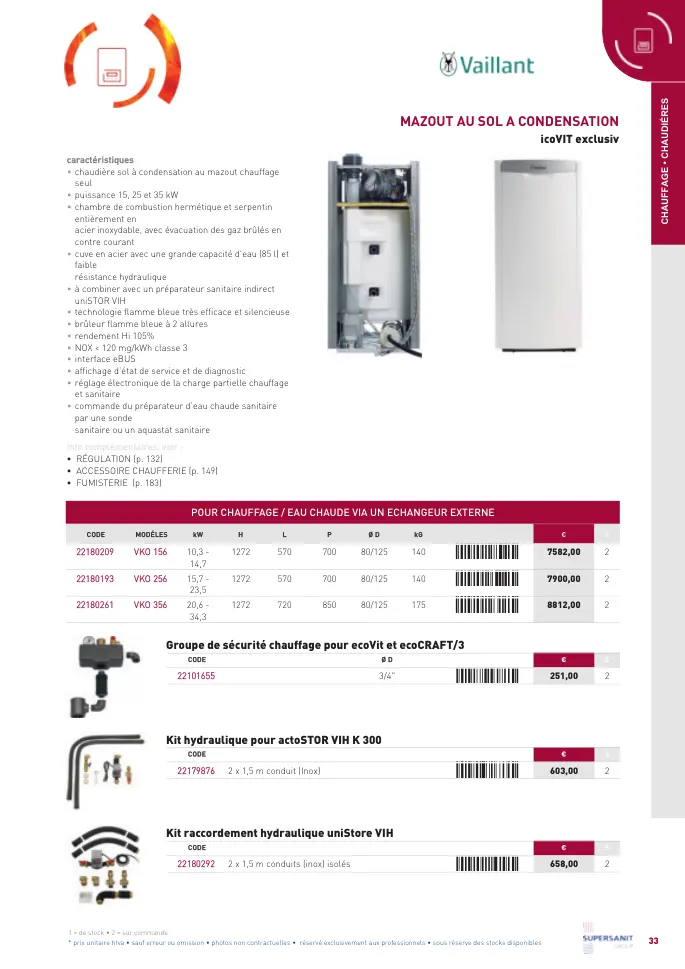 Vaillant
MAZOUT AU SOL A CONDENSATION
icoVIT exclusiv
CHAUFFAGE • CHAUDIÈRES
caractéristiques
• chaudière sol à condensation au mazout chauffage
seul
• puissance 15, 25 et 35 kW
• chambre de combustion hermétique et serpentin
entièrement en
acier inoxydable, avec évacuation des gaz brûlés en
contre courant
• cuve en acier avec une grande capacité d'eau (85 l) et
faible
résistance hydraulique
• à combiner avec un préparateur sanitaire indirect
uniSTOR VIH
• technologie flamme bleue très efficace et silencieuse
• brûleur flamme bleue à 2 allures
• rendement Hi 105%
• NOX < 120 mg/kWh classe 3
• interface eBUS
• affichage d'état de service et de diagnostic
• réglage électronique de la charge partielle chauffage
et sanitaire
• commande du préparateur d'eau chaude sanitaire
par une sonde
sanitaire ou un aquastat sanitaire
info complémentaires, voir :
• RÉGULATION (p. 132)
• ACCESSOIRE CHAUFFERIE (p. 149)
• FUMISTERIE (p. 183)
POUR CHAUFFAGE / EAU CHAUDE VIA UN ECHANGEUR EXTERNE
CODE MODÉLES kW H L P Ø D kG €
22180209 VKO 156 10,3 - 1272 570 700 80/125 140 7582,00 2
14,7
22180193 VKO 256 15,7 - 1272 570 700 80/125 140 7900,00 2
23,5
22180261 VKO 356 20,6 - 1272 720 850 80/125 175 8812,00 2
34,3
Groupe de sécurité chauffage pour ecoVit et ecoCRAFT/3
CODE Ø D €
22101655 3/4" 251,00 2
Kit hydraulique pour actoSTOR VIH K 300
CODE €
22179876 2 x 1,5 m conduit (Inox) 603,00 2
Kit raccordement hydraulique uniStore VIH
CODE €
22180292 2 x 1,5 m conduits (inox) isolés 658,00 2
1 = de stock • 2 = sur commande
* prix unitaire htva • sauf erreur ou omission • photos non contractuelles • réservé exclusivement aux professionnels • sous réserve des stocks disponibles
SUPERSANIT
GROUP
33